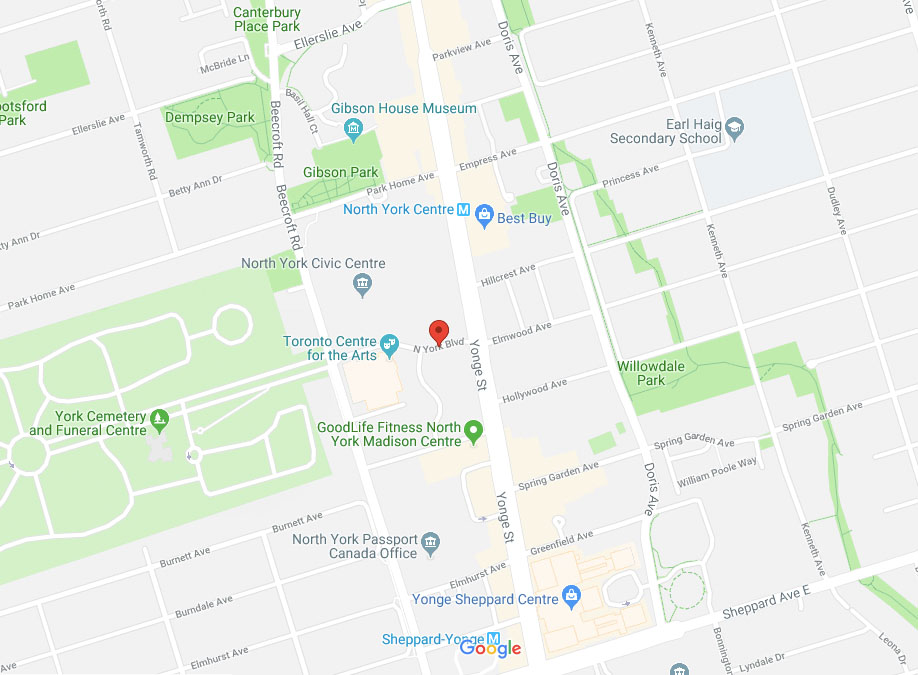 Canterbury
Place Park
Ellerslie Ave
Parkview Ave
Doris Ave
Kenneth Ave
McBride Ln
Basil Hall Ct
Beecroft Rd
Gibson House Museum
Dempsey Park
Park
Ellerslie Ave
Tamworth Rd
Earl Haig
Secondary School
Empress Ave
Gibson Park
Betty Ann Dr
Park Home Ave
Princess Ave
Doris Ave
Beecroft Rd
North York Centre M
Best Buy
Dudley Ave
Kenneth Ave
North York Civic Centre
Hillcrest Ave
Park Home Ave
Toronto Centre
for the Arts
N York Blvd
Elmwood Ave
Yonge St
Willowdale
Park
Hollywood Ave
York Cemetery
and Funeral Centre
GoodLife Fitness North
York Madison Centre
Spring Garden Ave
Spring Garden Ave
William Poole Way
Spring Garden Ave
Doris Ave
Yonge St
Burnett Ave
Burnett Ave
North York Passport
Canada Office
Greenfield Ave
Kenneth Ave
Elmhurst Ave
Yonge Sheppard Centre
Burndale Ave
Sheppard Ave E
Sheppard-Yonge M
Google
Elmhurst Ave
Bonnington
Lyndale Dr
Leona Dr